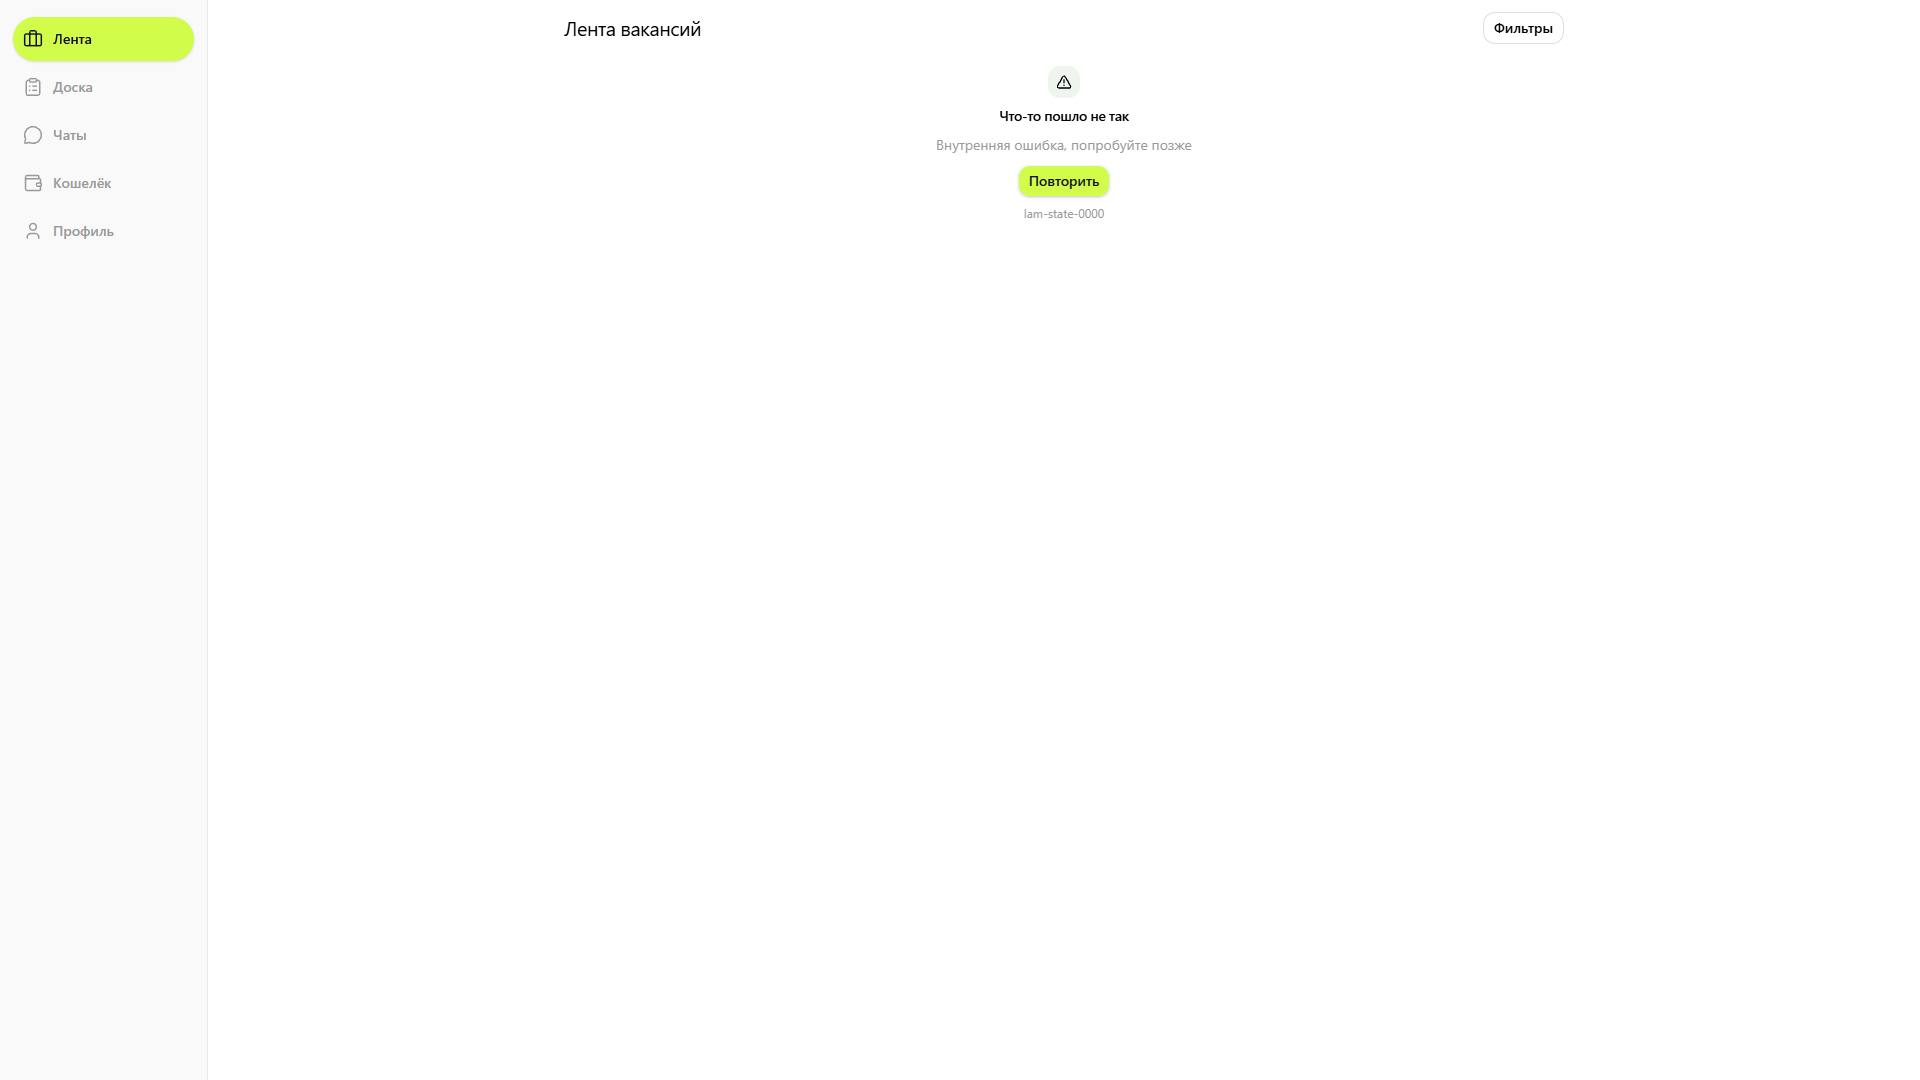 Лента
Доска
Чаты
Кошелёк
Профиль
Лента вакансий
Фильтры
Что-то пошло не так
Внутренняя ошибка, попробуйте позже
Повторить
lam-state-0000